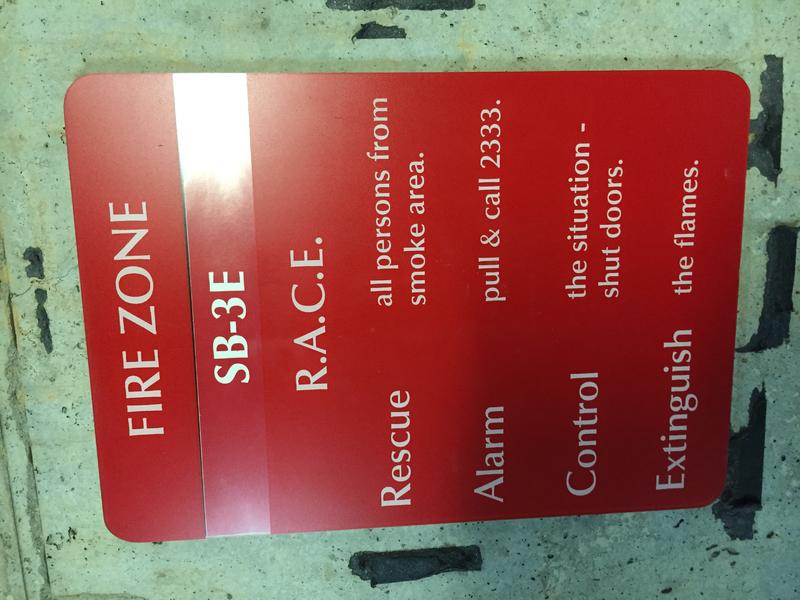 FIRE ZONE
SB-3E
R.A.C.E.
Rescue all persons from
smoke area.
Alarm pull & call 2333.
Control the situation -
shut doors.
Extinguish the flames.